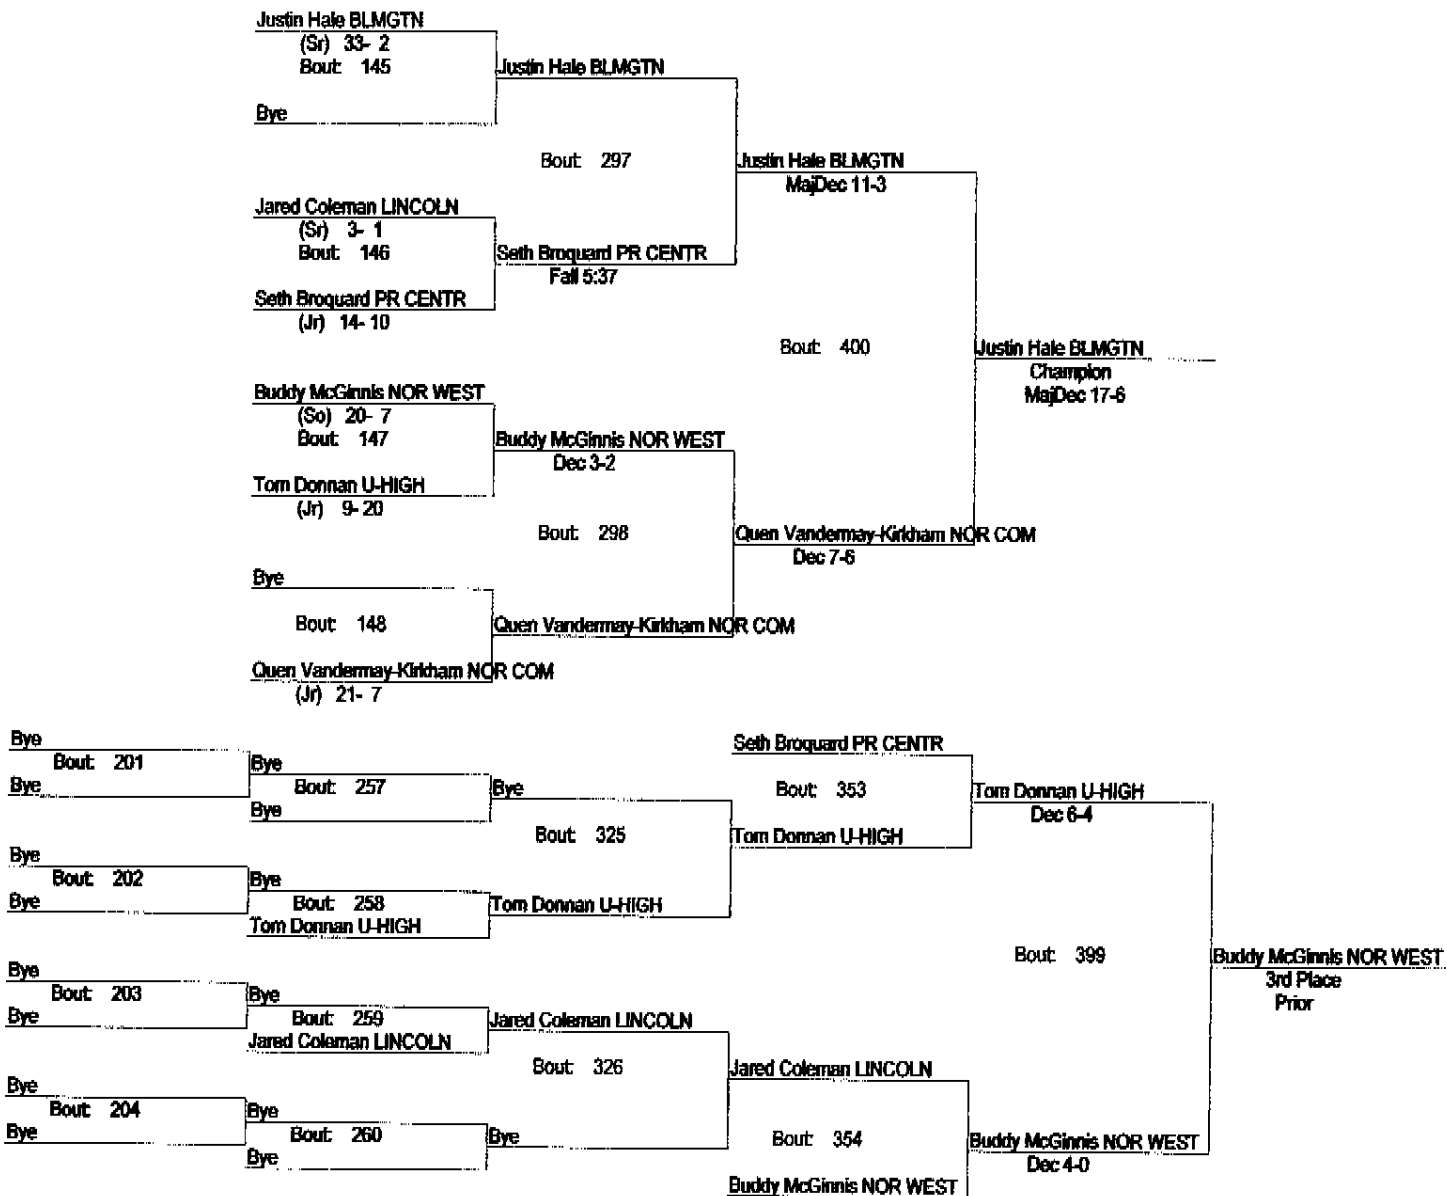 Justin Hale BLMGTN
(Sr) 33- 2
Bout: 145
Justin Hale BLMGTN
Bye
Bout: 297
Justin Hale BLMGTN
MajDec 11-3
Jared Coleman LINCOLN
(Sr) 3- 1
Bout: 146
Seth Broquard PR CENTR
Fall 5:37
Seth Broquard PR CENTR
(Jr) 14- 10
Bout: 400
Justin Hale BLMGTN
Champion
MajDec 17-6
Buddy McGinnis NOR WEST
(So) 20- 7
Bout: 147
Buddy McGinnis NOR WEST
Dec 3-2
Tom Donnan U-HIGH
(Jr) 9- 20
Bout: 298
Quen Vandermay-Kirkham NOR COM
Dec 7-6
Bye
Bout: 148
Quen Vandermay-Kirkham NOR COM
Quen Vandermay-Kirkham NOR COM
(Jr) 21- 7
Bye
Bout: 201
Bye
Bye
Bout: 257
Bye
Bye
Bout: 325
Seth Broquard PR CENTR
Bout: 353
Tom Donnan U-HIGH
Tom Donnan U-HIGH
Dec 6-4
Bye
Bout: 202
Bye
Bye
Bout: 258
Tom Donnan U-HIGH
Tom Donnan U-HIGH
Bout: 399
Buddy McGinnis NOR WEST
3rd Place
Prior
Bye
Bout: 203
Bye
Bye
Bout: 259
Jared Coleman LINCOLN
Jared Coleman LINCOLN
Bout: 326
Jared Coleman LINCOLN
Bye
Bout: 204
Bye
Bye
Bout: 260
Bye
Bye
Bout: 354
Buddy McGinnis NOR WEST
Buddy McGinnis NOR WEST
Dec 4-0